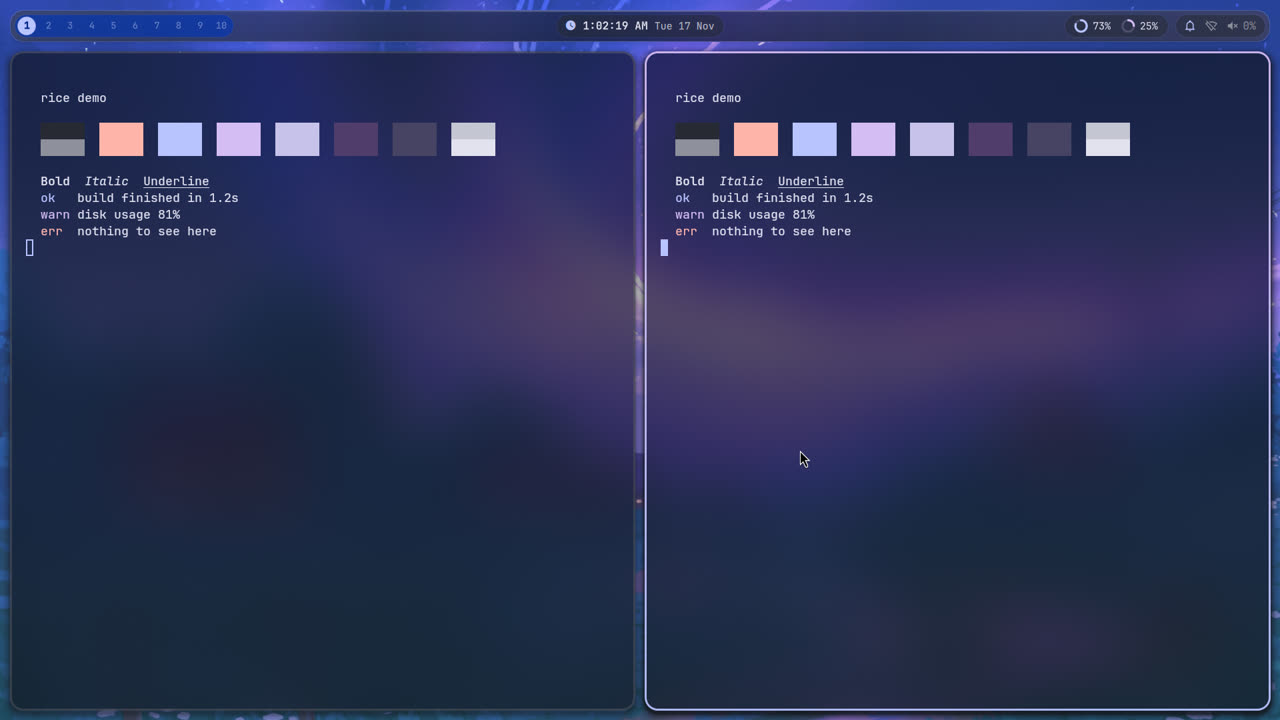 1 2 3 4 5 6 7 8 9 10
1:02:19 AM Tue 17 Nov
73% 25% 0%
rice demo
Bold Italic Underline
ok build finished in 1.2s
warn disk usage 81%
err nothing to see here
rice demo
Bold Italic Underline
ok build finished in 1.2s
warn disk usage 81%
err nothing to see here